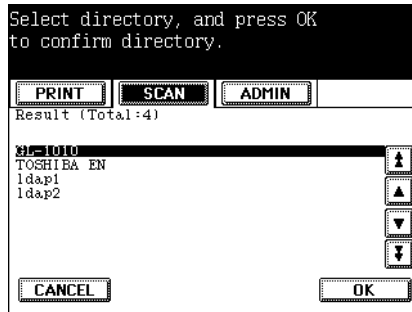 Select directory, and press OK
to confirm directory.
PRINT SCAN ADMIN
Result (Total:4)
GL-1010
TOSHIBA EN
ldap1
ldap2
CANCEL OK